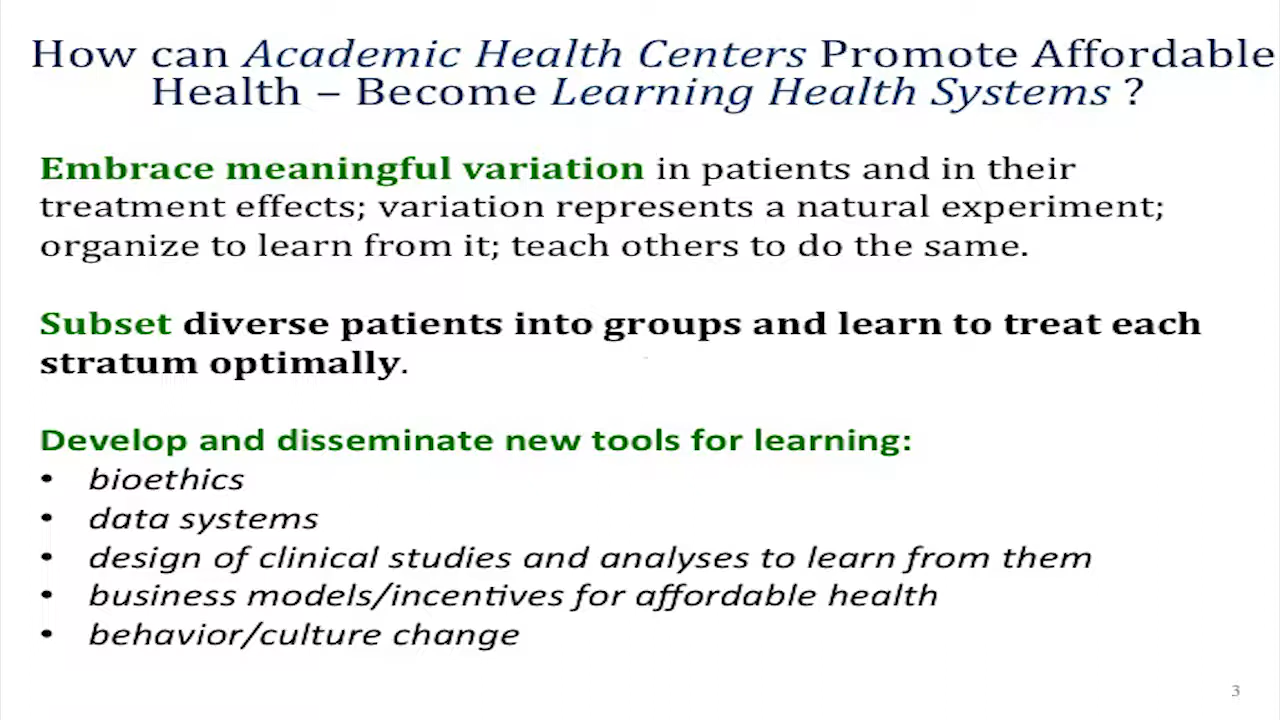 How can Academic Health Centers Promote Affordable
Health – Become Learning Health Systems ?
Embrace meaningful variation in patients and in their
treatment effects; variation represents a natural experiment;
organize to learn from it; teach others to do the same.
Subset diverse patients into groups and learn to treat each
stratum optimally.
Develop and disseminate new tools for learning:
• bioethics
• data systems
• design of clinical studies and analyses to learn from them
• business models/incentives for affordable health
• behavior/culture change
3